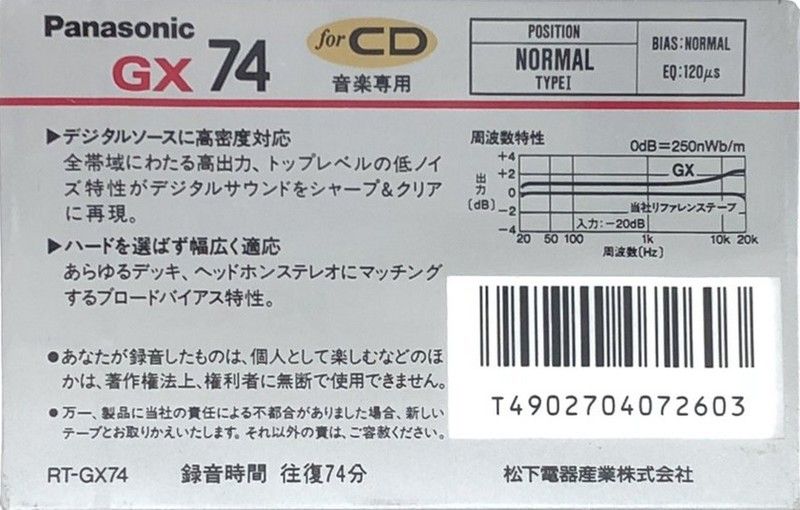 Panasonic
GX 74
for CD
音楽専用
POSITION
NORMAL
TYPE I
BIAS:NORMAL
EQ:120μs
▶デジタルソースに高密度対応
全帯域にわたる高出力、トップレベルの低ノイ
ズ特性がデジタルサウンドをシャープ&クリア
に再現。
▶ハードを選ばず幅広く適応
あらゆるデッキ、ヘッドホンステレオにマッチング
するブロードバイアス特性。
周波数特性
0dB=250nWb/m
出力
(dB)
+4
+2
0
-2
-4
GX
当社リファレンステープ
入力:-20dB
20 50 100 1k 10k 20k
周波数(Hz)
●あなたが録音したものは、個人として楽しむなどのほ
かは、著作権法上、権利者に無断で使用できません。
●万一、製品に当社の責任による不都合がありました場合、新しい
テープとお取りかえいたします。それ以外の責は、ご容赦ください。
T4902704072603
RT-GX74
録音時間 往復74分
松下電器産業株式会社